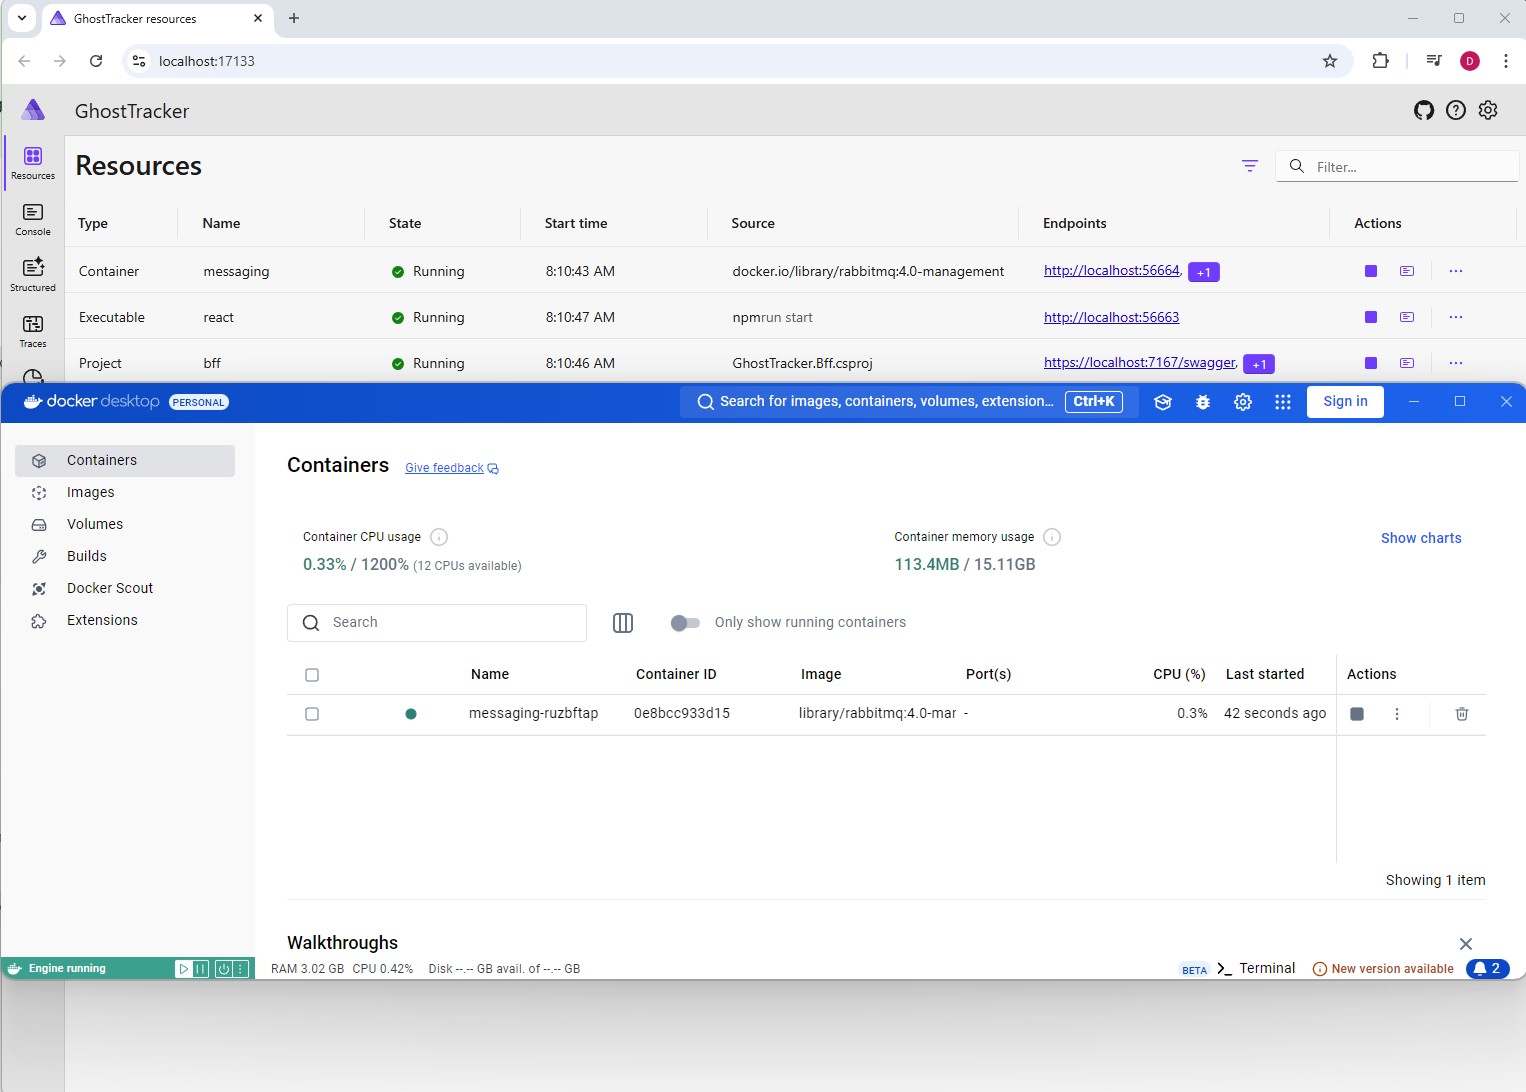 GhostTracker resources
localhost:17133
D
GhostTracker
Resources
Resources
Filter...
Console
Structured
Traces
Type Name State Start time Source Endpoints Actions
Container messaging Running 8:10:43 AM docker.io/library/rabbitmq:4.0-management http://localhost:56664, +1
Executable react Running 8:10:47 AM npm run start http://localhost:56663
Project bff Running 8:10:46 AM GhostTracker.Bff.csproj https://localhost:7167/swagger, +1
docker desktop PERSONAL
Search for images, containers, volumes, extension... Ctrl+K
Sign in
Containers
Images
Volumes
Builds
Docker Scout
Extensions
Containers Give feedback
Container CPU usage
0.33% / 1200% (12 CPUs available)
Container memory usage
113.4MB / 15.11GB
Show charts
Search
Only show running containers
Name Container ID Image Port(s) CPU (%) Last started Actions
messaging-ruzbftap 0e8bcc933d15 library/rabbitmq:4.0-mar - 0.3% 42 seconds ago
Showing 1 item
Walkthroughs
Engine running
RAM 3.02 GB CPU 0.42% Disk --.-- GB avail. of --.-- GB
BETA >_ Terminal
New version available
2